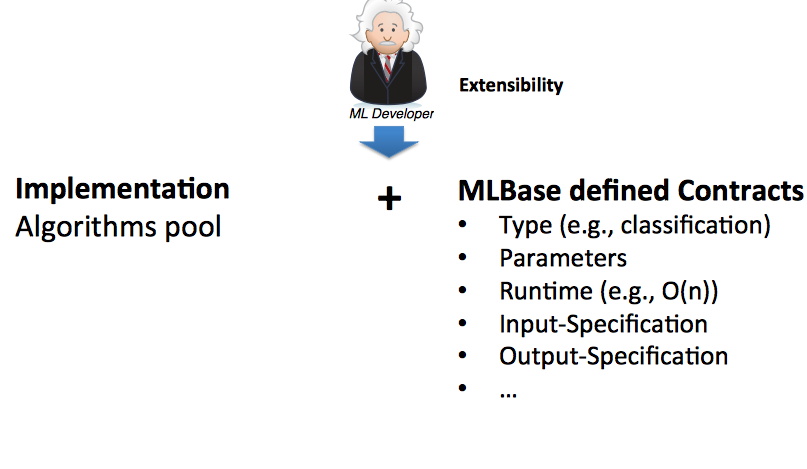 Extensibility
ML Developer
Implementation
Algorithms pool
+
MLBase defined Contracts
• Type (e.g., classification)
• Parameters
• Runtime (e.g., O(n))
• Input-Specification
• Output-Specification
• ...